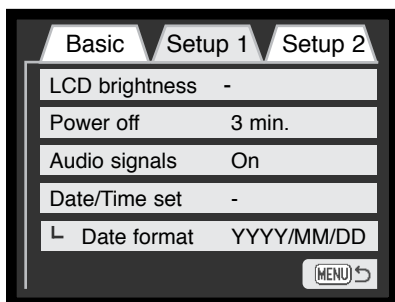 Basic Setup 1 Setup 2
LCD brightness -
Power off 3 min.
Audio signals On
Date/Time set -
Date format YYYY/MM/DD
MENU